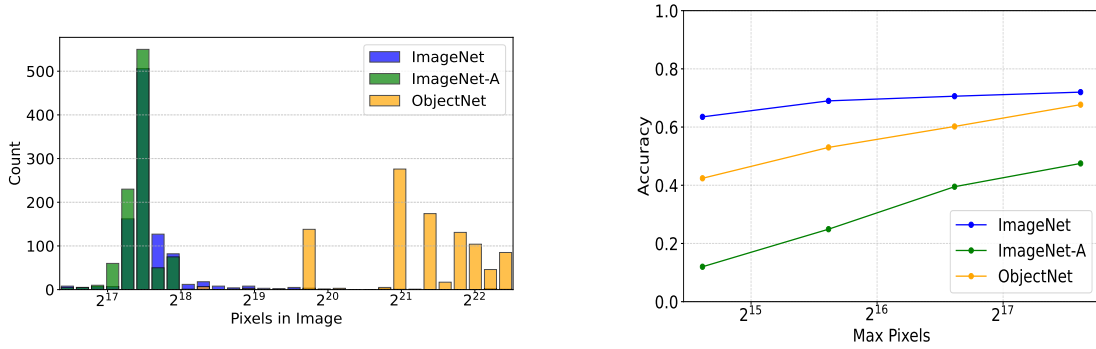 500
400
300
200
100
0
Count
2^17 2^18 2^19 2^20 2^21 2^22
Pixels in Image
ImageNet
ImageNet-A
ObjectNet
1.0
0.8
0.6
0.4
0.2
0.0
Accuracy
2^15 2^16 2^17
Max Pixels
ImageNet
ImageNet-A
ObjectNet